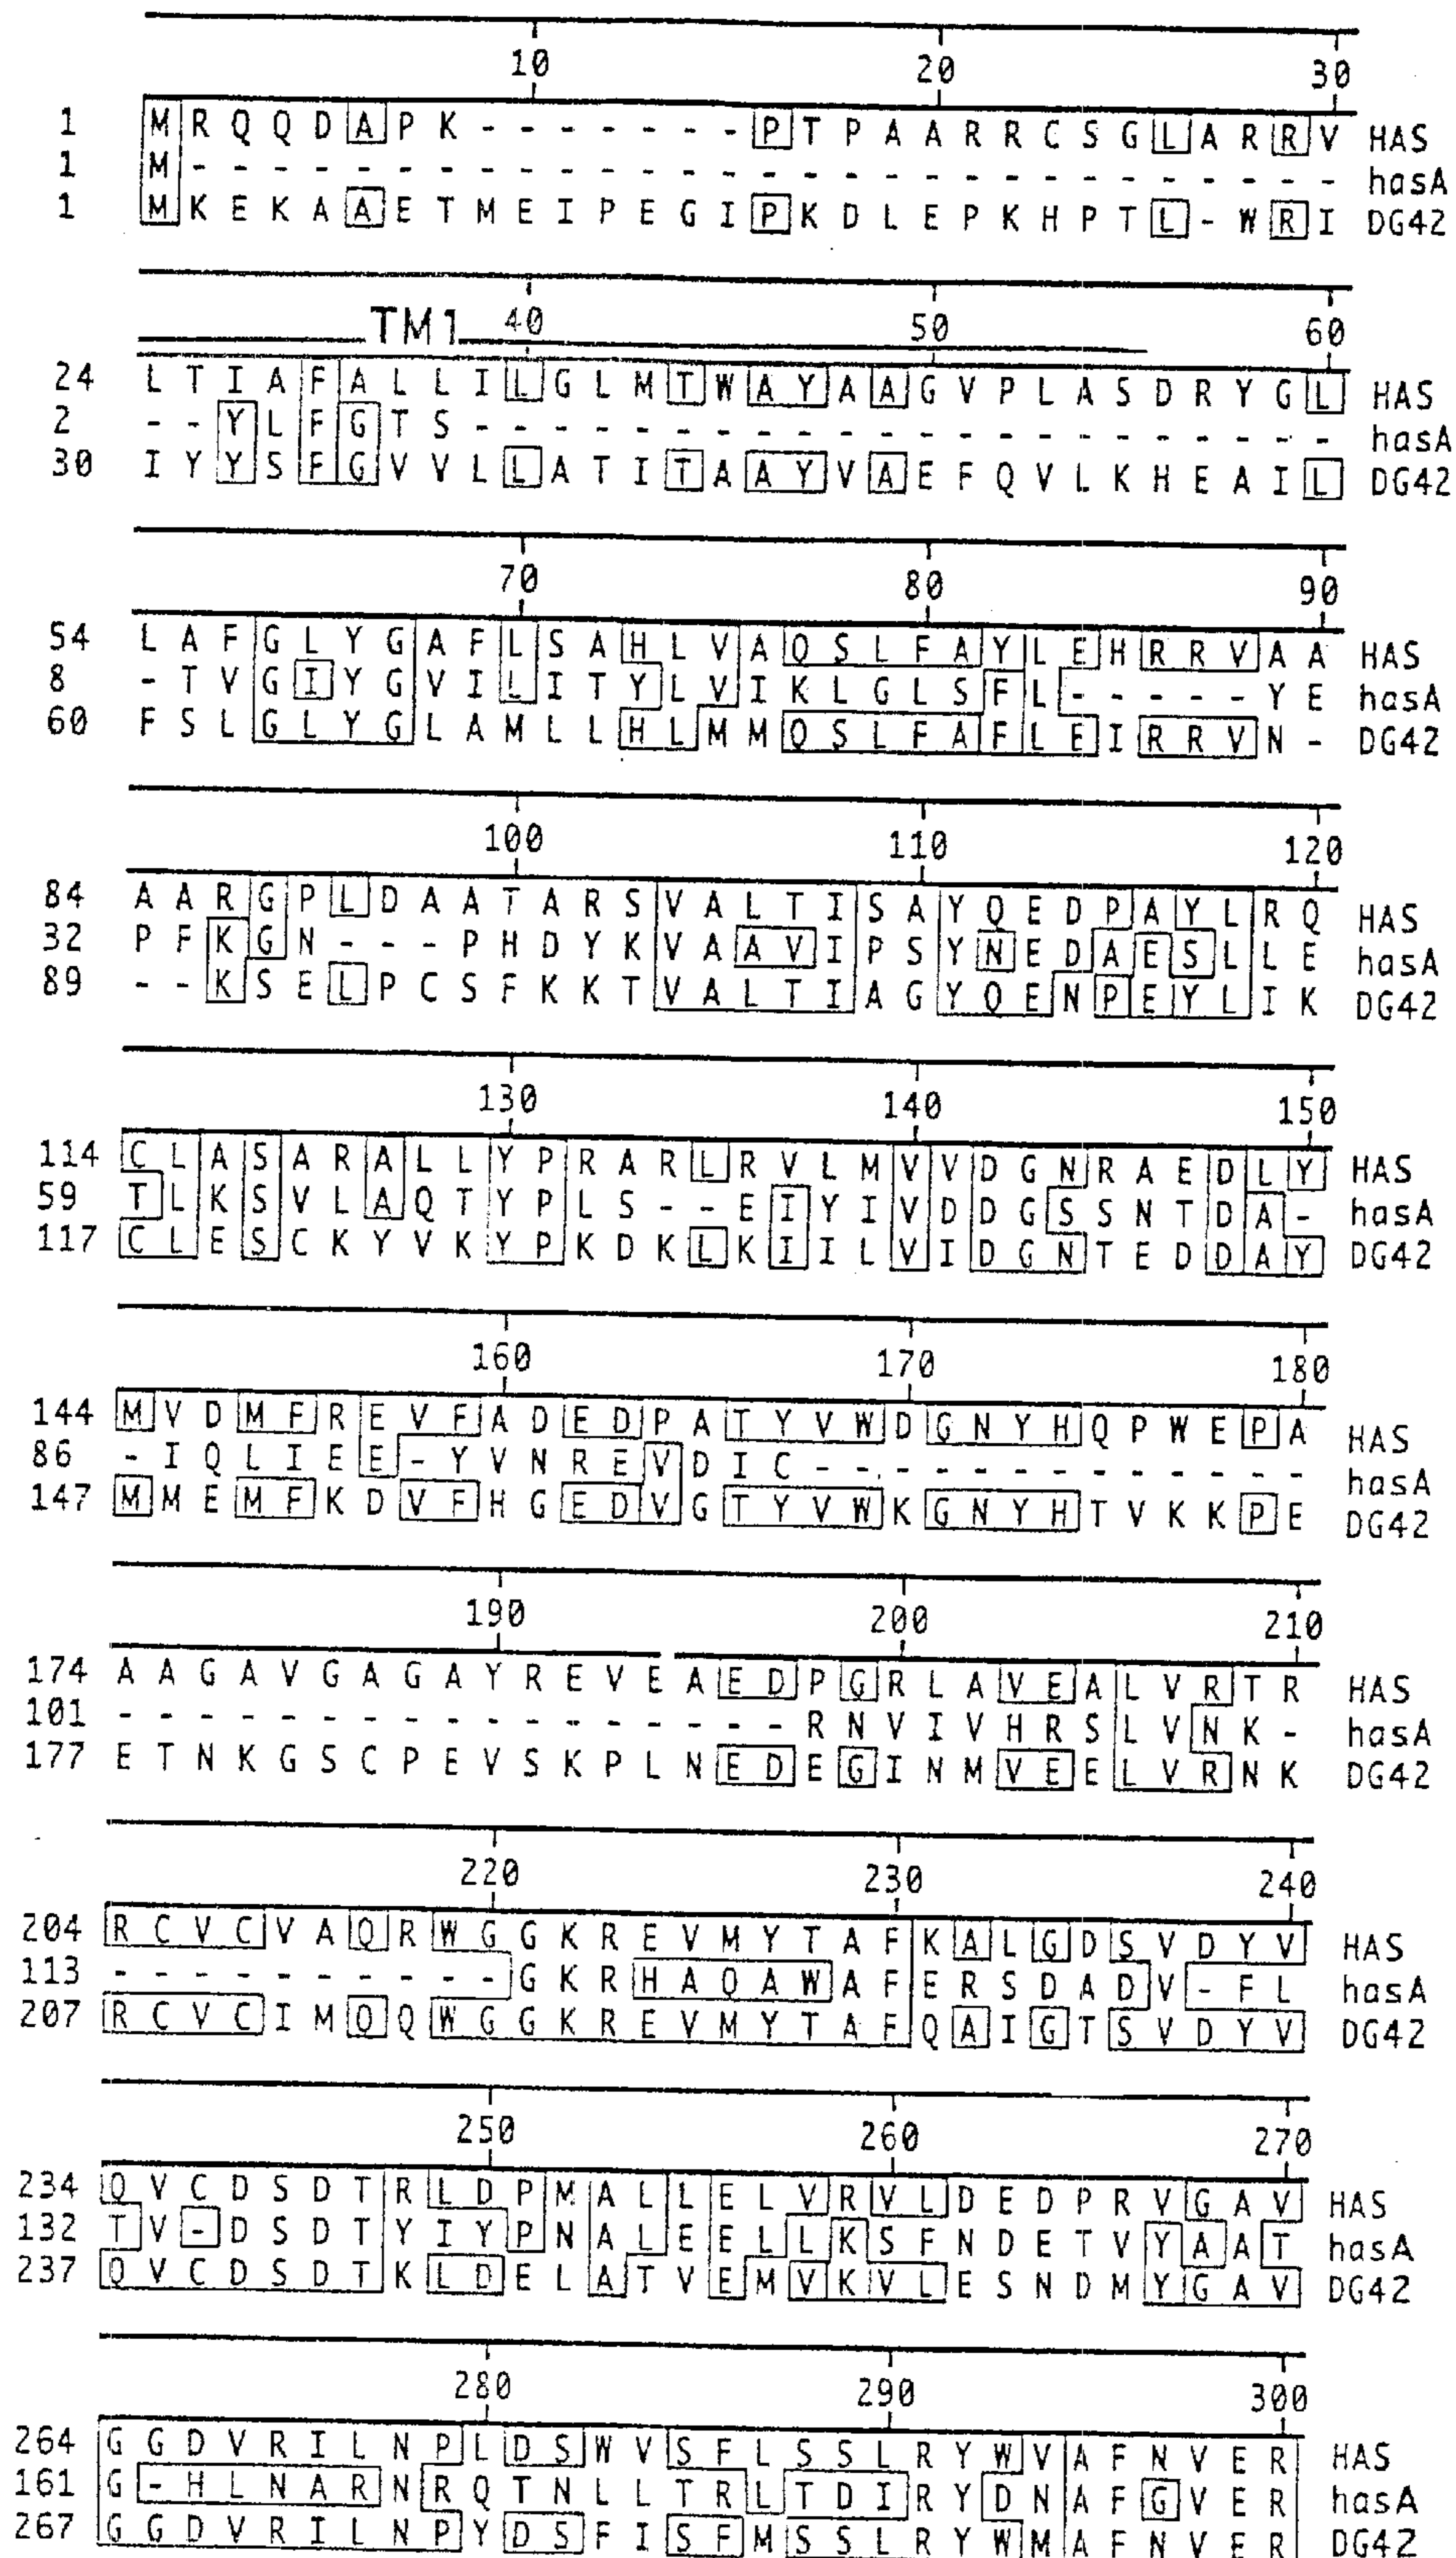 10 20 30
1 M R Q Q D A P K - - - - - - - P T P A A R R C S G L A R R V HAS
1 M - - - - - - - - - - - - - - - - - - - - - - - - - - - - - hasA
1 M K E K A A E T M E I P E G I P K D L E P K H P T L - W R I DG42
TM1 40 50 60
24 L T I A F A L L I L G L M T W A Y A A G V P L A S D R Y G L HAS
2 - - Y L F G T S - - - - - - - - - - - - - - - - - - - - - - hasA
30 I Y Y S F G V V L L A T I T A A Y V A E F Q V L K H E A I L DG42
70 80 90
54 L A F G L Y G A F L S A H L V A Q S L F A Y L E H R R V A A HAS
8 - T V G I Y G V I L I T Y L V I K L G L S F L - - - - - Y E hasA
60 F S L G L Y G L A M L L H L M M Q S L F A F L E I R R V N - DG42
100 110 120
84 A A R G P L D A A T A R S V A L T I S A Y Q E D P A Y L R Q HAS
32 P F K G N - - - P H D Y K V A A V I P S Y N E D A E S L L E hasA
89 - - K S E L P C S F K K T V A L T I A G Y Q E N P E Y L I K DG42
130 140 150
114 C L A S A R A L L Y P R A R L R V L M V V D G N R A E D L Y HAS
59 T L K S V L A Q T Y P L S - - E I Y I V D D G S S N T D A - hasA
117 C L E S C K Y V K Y P K D K L K I I L V I D G N T E D D A Y DG42
160 170 180
144 M V D M F R E V F A D E D P A T Y V W D G N Y H Q P W E P A HAS
86 - I Q L I E E - Y V N R E V D I C - - - - - - - - - - - - - hasA
147 M M E M F K D V F H G E D V G T Y V W K G N Y H T V K K P E DG42
190 200 210
174 A A G A V G A G A Y R E V E A E D P G R L A V E A L V R T R HAS
101 - - - - - - - - - - - - - - - - - R N V I V H R S L V N K - hasA
177 E T N K G S C P E V S K P L N E D E G I N M V E E L V R N K DG42
220 230 240
204 R C V C V A Q R W G G K R E V M Y T A F K A L G D S V D Y V HAS
113 - - - - - - - - - - G K R H A Q A W A F E R S D A D V - F L hasA
207 R C V C I M Q Q W G G K R E V M Y T A F Q A I G T S V D Y V DG42
250 260 270
234 Q V C D S D T R L D P M A L L E L V R V L D E D P R V G A V HAS
132 T V - D S D T Y I Y P N A L E E L L K S F N D E T V Y A A T hasA
237 Q V C D S D T K L D E L A T V E M V K V L E S N D M Y G A V DG42
280 290 300
264 G G D V R I L N P L D S W V S F L S S L R Y W V A F N V E R HAS
161 G - H L N A R N R Q T N L L T R L T D I R Y D N A F G V E R hasA
267 G G D V R I L N P Y D S F I S F M S S L R Y W M A F N V E R DG42